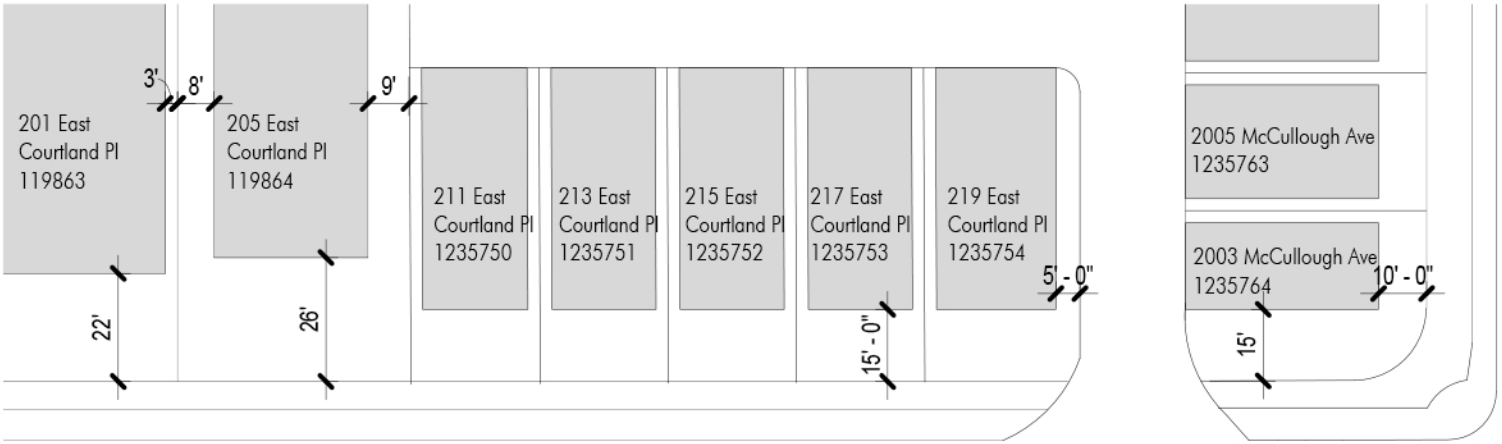 3'
8'
9'
201 East
Courtland Pl
119863
205 East
Courtland Pl
119864
211 East
Courtland Pl
1235750
213 East
Courtland Pl
1235751
215 East
Courtland Pl
1235752
217 East
Courtland Pl
1235753
219 East
Courtland Pl
1235754
2005 McCullough Ave
1235763
2003 McCullough Ave
1235764
5' - 0"
10' - 0"
22'
26'
15' - 0"
15'